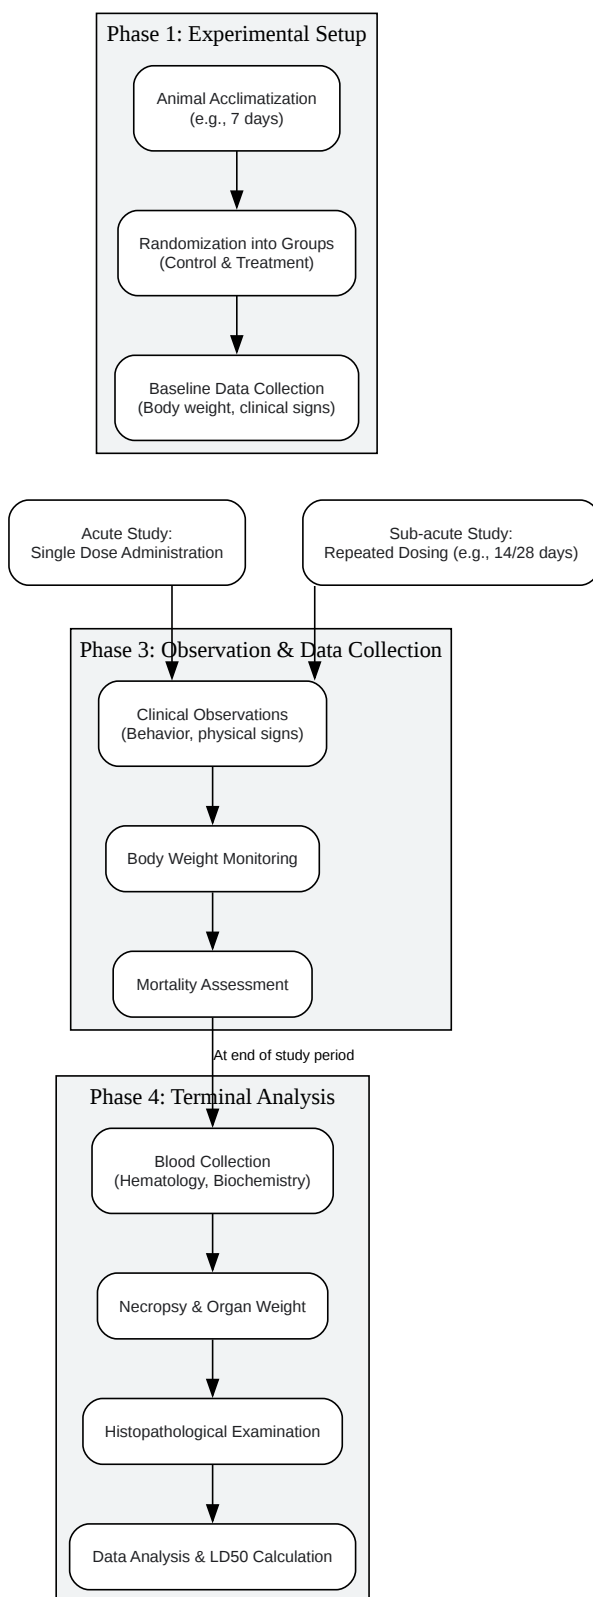 Phase 1: Experimental Setup
Animal Acclimatization
(e.g., 7 days)
Randomization into Groups
(Control & Treatment)
Baseline Data Collection
(Body weight, clinical signs)
Acute Study:
Single Dose Administration
Sub-acute Study:
Repeated Dosing (e.g., 14/28 days)
Phase 3: Observation & Data Collection
Clinical Observations
(Behavior, physical signs)
Body Weight Monitoring
Mortality Assessment
At end of study period
Phase 4: Terminal Analysis
Blood Collection
(Hematology, Biochemistry)
Necropsy & Organ Weight
Histopathological Examination
Data Analysis & LD50 Calculation